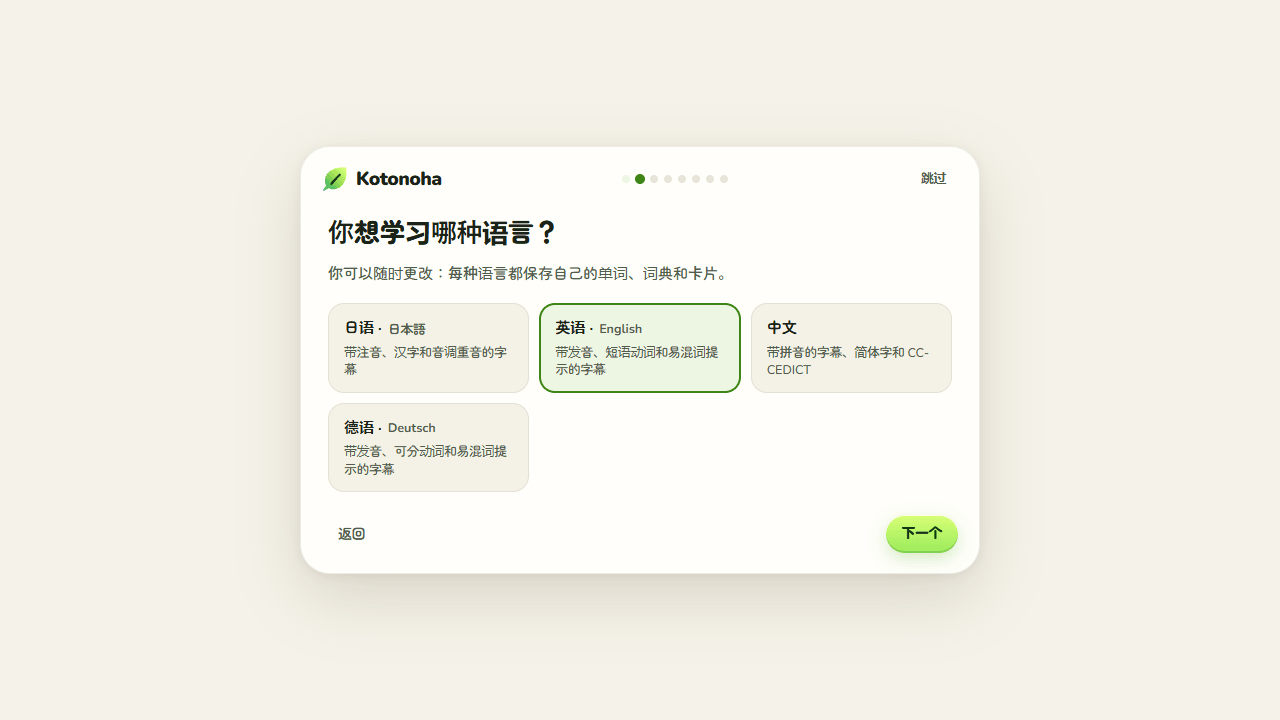 Kotonoha
跳过
你想学习哪种语言？
你可以随时更改：每种语言都保存自己的单词、词典和卡片。
日语 · 日本語
带注音、汉字和音调重音的字
幕
英语 · English
带发音、短语动词和易混词提
示的字幕
中文
带拼音的字幕、简体字和 CC-
CEDICT
德语 · Deutsch
带发音、可分动词和易混词提
示的字幕
返回
下一个